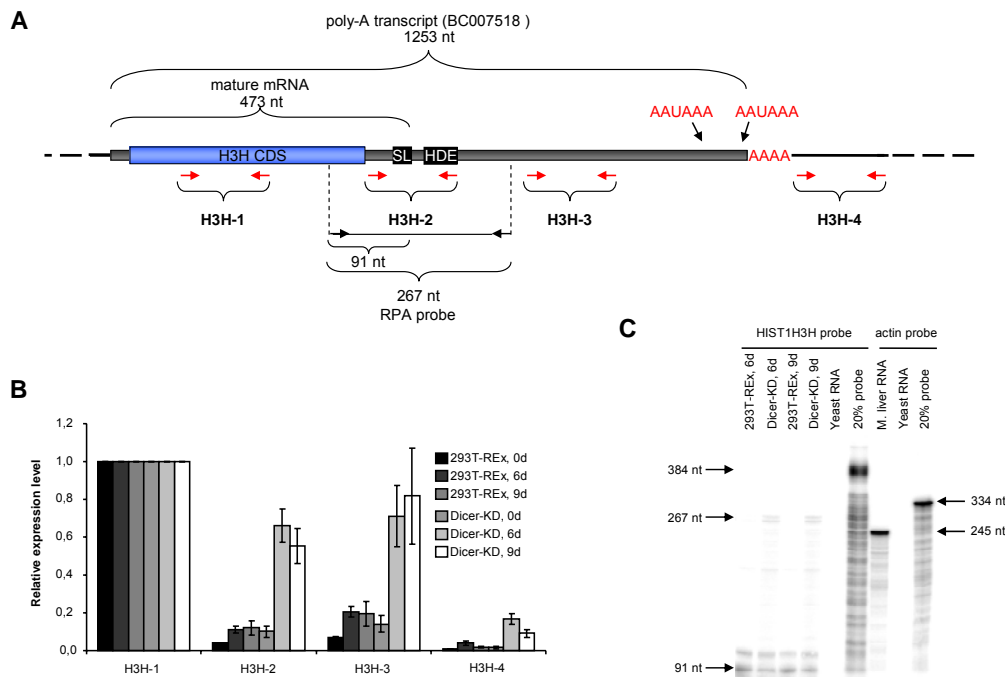 A
poly-A transcript (BC007518 )
1253 nt
mature mRNA
473 nt
AAUAAA AAUAAA
H3H CDS SL HDE AAAA
H3H-1 H3H-2 H3H-3 H3H-4
91 nt
267 nt
RPA probe
B
Relative expression level
1,2
1,0
0,8
0,6
0,4
0,2
0,0
H3H-1 H3H-2 H3H-3 H3H-4
293T-REx, 0d
293T-REx, 6d
293T-REx, 9d
Dicer-KD, 0d
Dicer-KD, 6d
Dicer-KD, 9d
C
HIST1H3H probe actin probe
293T-REx, 6d
Dicer-KD, 6d
293T-REx, 9d
Dicer-KD, 9d
Yeast RNA
20% probe
M. liver RNA
Yeast RNA
20% probe
384 nt
267 nt
91 nt
334 nt
245 nt